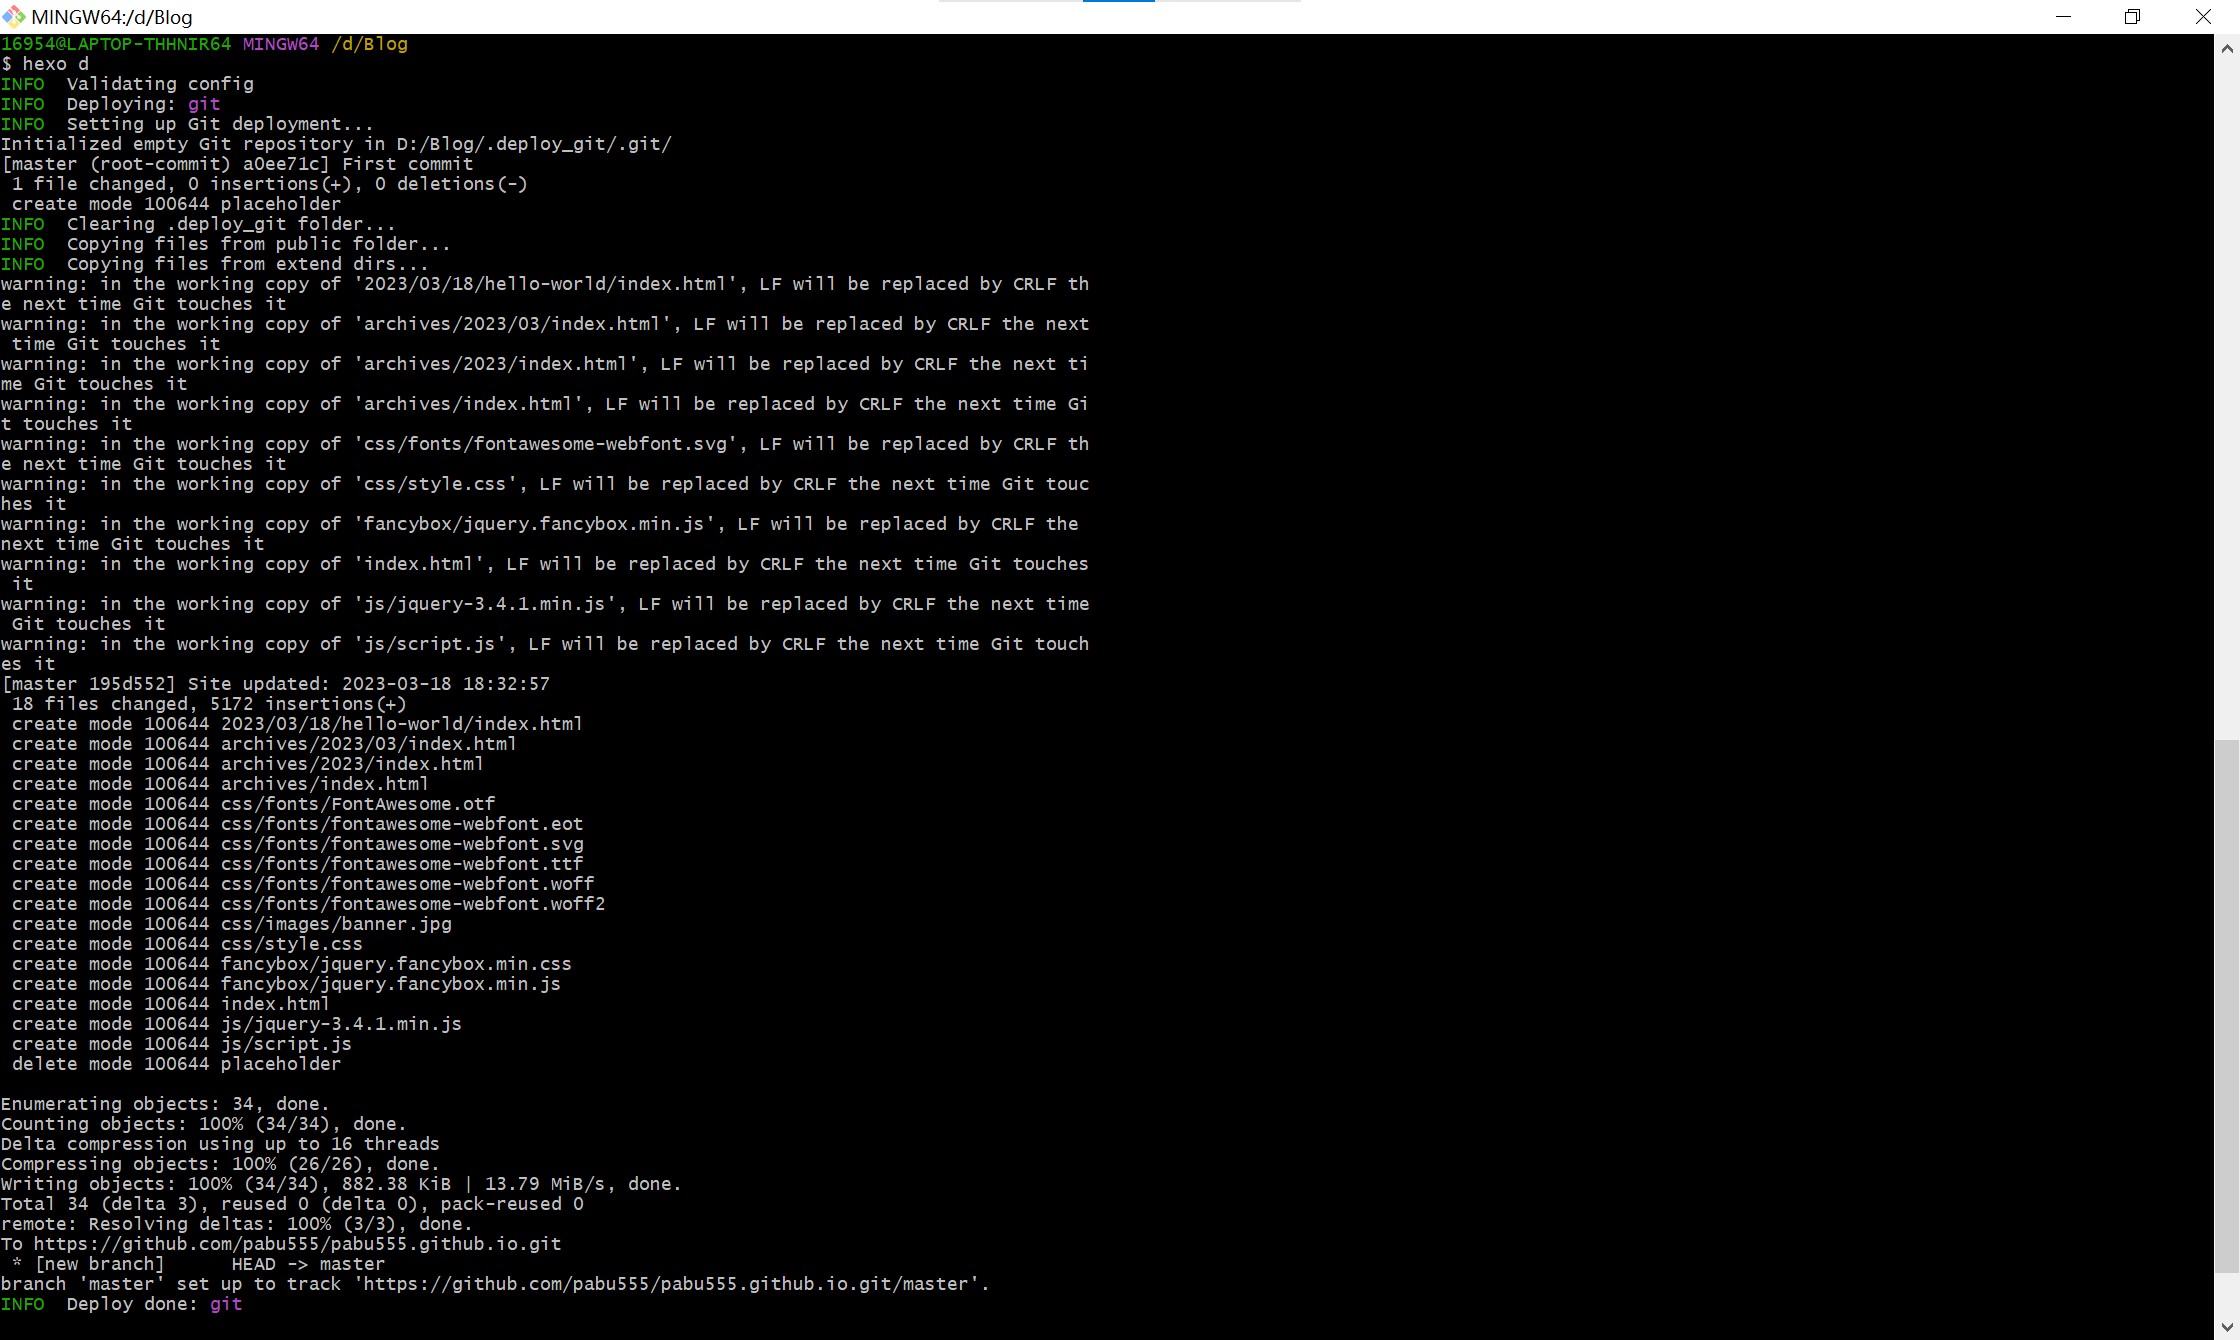 MINGW64:/d/Blog
16954@LAPTOP-THHNIR64 MINGW64 /d/Blog
$ hexo d
INFO  Validating config
INFO  Deploying: git
INFO  Setting up Git deployment...
Initialized empty Git repository in D:/Blog/.deploy_git/.git/
[master (root-commit) a0ee71c] First commit
 1 file changed, 0 insertions(+), 0 deletions(-)
 create mode 100644 placeholder
INFO  Clearing .deploy_git folder...
INFO  Copying files from public folder...
INFO  Copying files from extend dirs...
warning: in the working copy of '2023/03/18/hello-world/index.html', LF will be replaced by CRLF th
e next time Git touches it
warning: in the working copy of 'archives/2023/03/index.html', LF will be replaced by CRLF the next
 time Git touches it
warning: in the working copy of 'archives/2023/index.html', LF will be replaced by CRLF the next ti
me Git touches it
warning: in the working copy of 'archives/index.html', LF will be replaced by CRLF the next time Gi
t touches it
warning: in the working copy of 'css/fonts/fontawesome-webfont.svg', LF will be replaced by CRLF th
e next time Git touches it
warning: in the working copy of 'css/style.css', LF will be replaced by CRLF the next time Git touc
hes it
warning: in the working copy of 'fancybox/jquery.fancybox.min.js', LF will be replaced by CRLF the
next time Git touches it
warning: in the working copy of 'index.html', LF will be replaced by CRLF the next time Git touches
 it
warning: in the working copy of 'js/jquery-3.4.1.min.js', LF will be replaced by CRLF the next time
 Git touches it
warning: in the working copy of 'js/script.js', LF will be replaced by CRLF the next time Git touch
es it
[master 195d552] Site updated: 2023-03-18 18:32:57
 18 files changed, 5172 insertions(+)
 create mode 100644 2023/03/18/hello-world/index.html
 create mode 100644 archives/2023/03/index.html
 create mode 100644 archives/2023/index.html
 create mode 100644 archives/index.html
 create mode 100644 css/fonts/FontAwesome.otf
 create mode 100644 css/fonts/fontawesome-webfont.eot
 create mode 100644 css/fonts/fontawesome-webfont.svg
 create mode 100644 css/fonts/fontawesome-webfont.ttf
 create mode 100644 css/fonts/fontawesome-webfont.woff
 create mode 100644 css/fonts/fontawesome-webfont.woff2
 create mode 100644 css/images/banner.jpg
 create mode 100644 css/style.css
 create mode 100644 fancybox/jquery.fancybox.min.css
 create mode 100644 fancybox/jquery.fancybox.min.js
 create mode 100644 index.html
 create mode 100644 js/jquery-3.4.1.min.js
 create mode 100644 js/script.js
 delete mode 100644 placeholder
Enumerating objects: 34, done.
Counting objects: 100% (34/34), done.
Delta compression using up to 16 threads
Compressing objects: 100% (26/26), done.
Writing objects: 100% (34/34), 882.38 KiB | 13.79 MiB/s, done.
Total 34 (delta 3), reused 0 (delta 0), pack-reused 0
remote: Resolving deltas: 100% (3/3), done.
To https://github.com/pabu555/pabu555.github.io.git
 * [new branch]      HEAD -> master
branch 'master' set up to track 'https://github.com/pabu555/pabu555.github.io.git/master'.
INFO  Deploy done: git